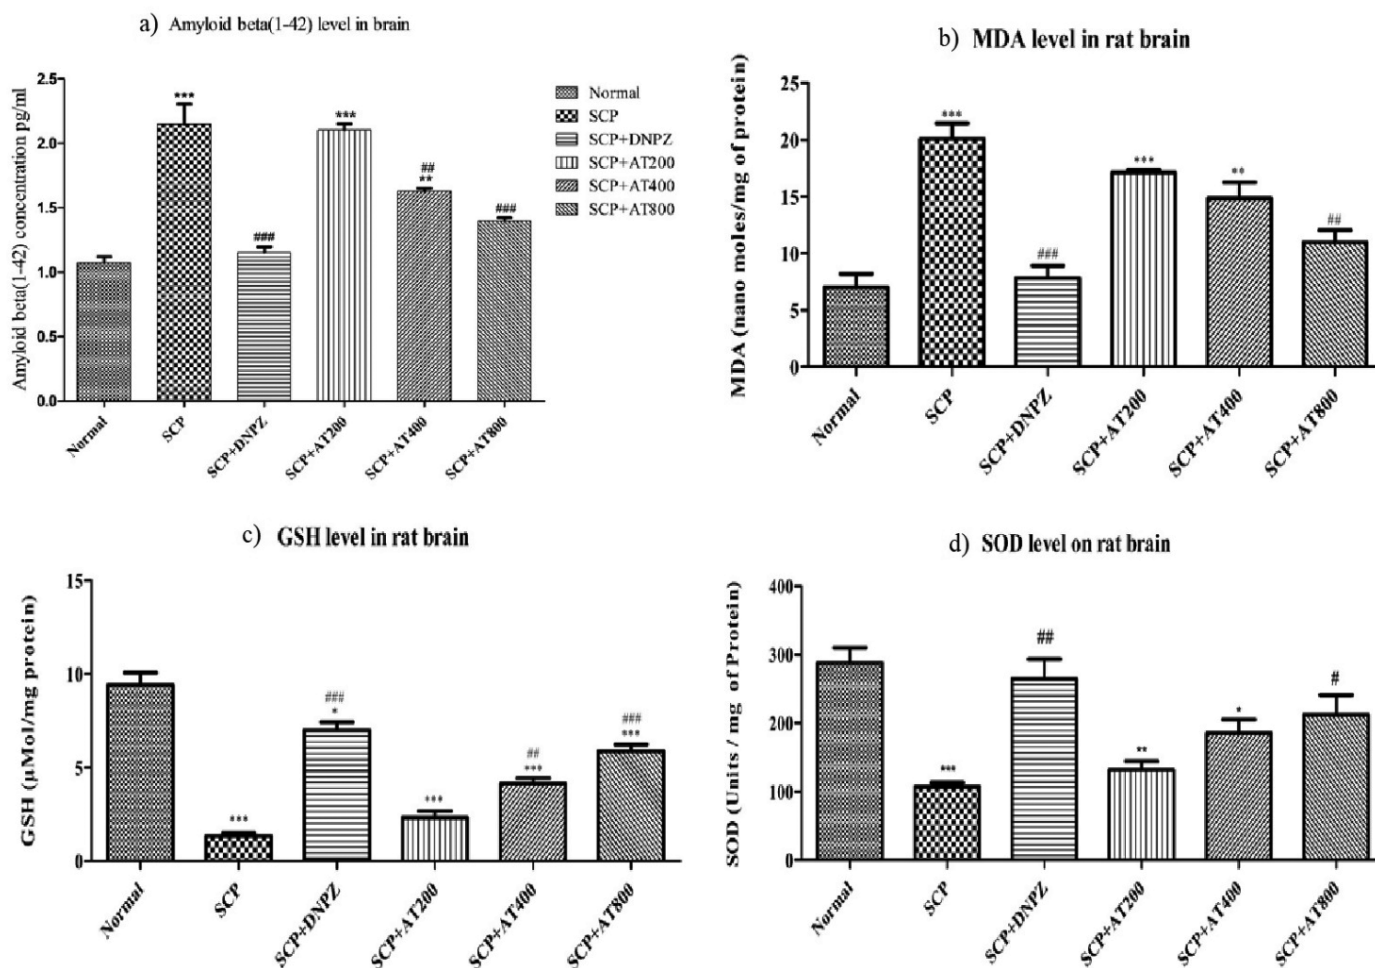 a) Amyloid beta(1-42) level in brain
Amyloid beta(1-42) concentration pg/ml
2.5
2.0
1.5
1.0
0.5
0.0
***
###
***
##
**
###
Normal
SCP
SCP+DNPZ
SCP+AT200
SCP+AT400
SCP+AT800
Normal
SCP
SCP+DNPZ
SCP+AT200
SCP+AT400
SCP+AT800
b) MDA level in rat brain
MDA (nano moles/mg of protein)
25
20
15
10
5
0
***
###
***
**
##
Normal
SCP
SCP+DNPZ
SCP+AT200
SCP+AT400
SCP+AT800
c) GSH level in rat brain
GSH (µMol/mg protein)
15
10
5
0
***
###
*
***
##
***
###
***
Normal
SCP
SCP+DNPZ
SCP+AT200
SCP+AT400
SCP+AT800
d) SOD level on rat brain
SOD (Units / mg of Protein)
400
300
200
100
0
***
##
**
*
#
Normal
SCP
SCP+DNPZ
SCP+AT200
SCP+AT400
SCP+AT800